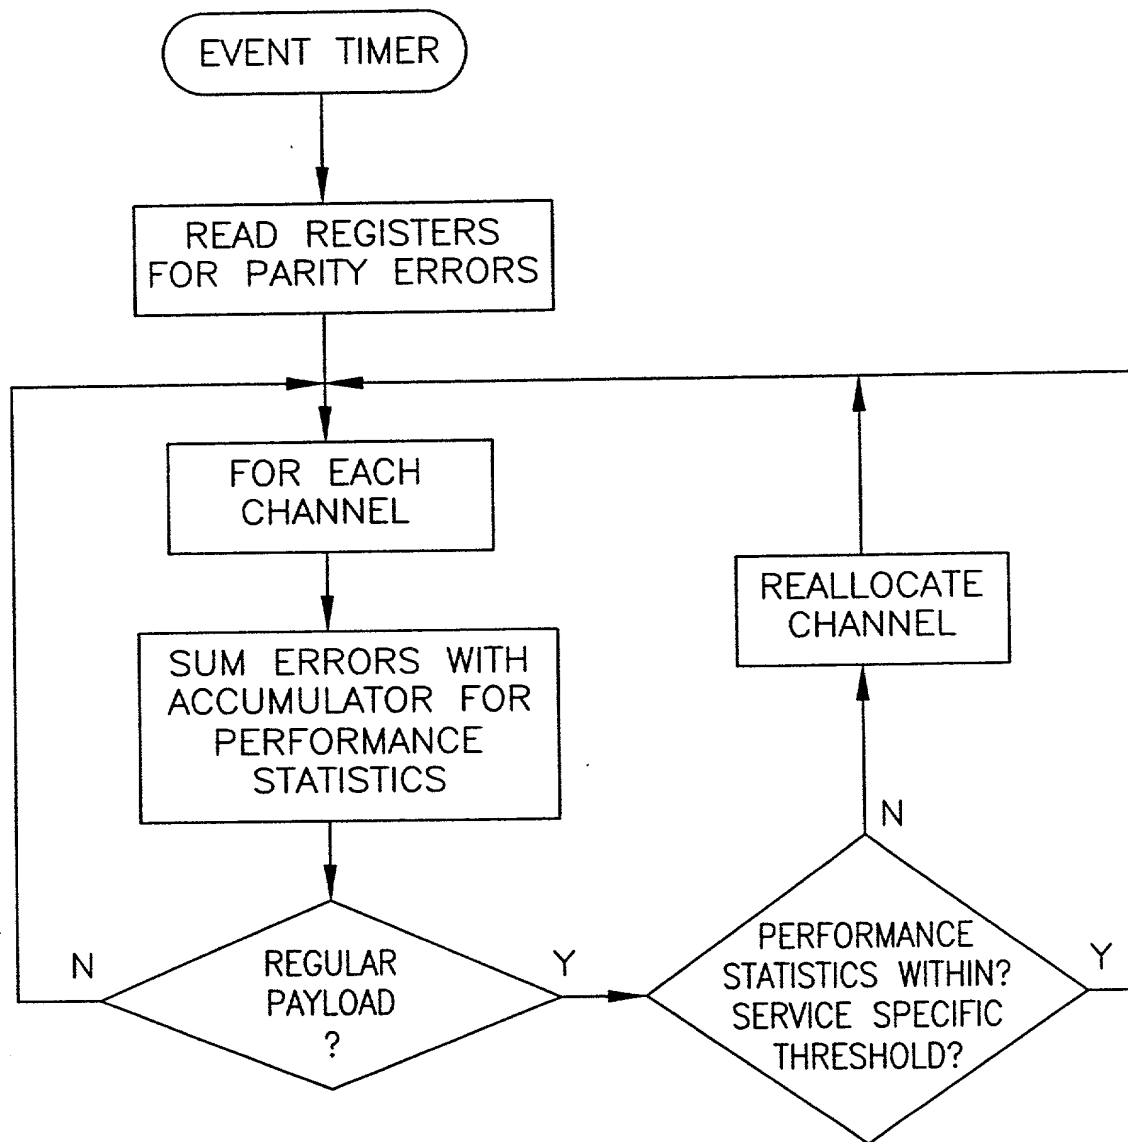 EVENT TIMER
READ REGISTERS
FOR PARITY ERRORS
FOR EACH
CHANNEL
REALLOCATE
CHANNEL
SUM ERRORS WITH
ACCUMULATOR FOR
PERFORMANCE
STATISTICS
N
N
REGULAR
PAYLOAD
?
Y
PERFORMANCE
STATISTICS WITHIN?
SERVICE SPECIFIC
THRESHOLD?
Y